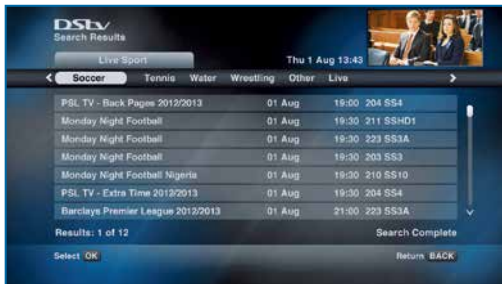 DStv
Search Results
Live Sport Thu 1 Aug 13:43
Soccer Tennis Water Wrestling Other Live
PSL TV - Back Pages 2012/2013 01 Aug 19:00 204 SS4
Monday Night Football 01 Aug 19:30 211 SSHD1
Monday Night Football 01 Aug 19:30 223 SS3A
Monday Night Football 01 Aug 19:30 203 SS3
Monday Night Football Nigeria 01 Aug 19:30 210 SS10
PSL TV - Extra Time 2012/2013 01 Aug 19:30 204 SS4
Barclays Premier League 2012/2013 01 Aug 21:00 223 SS3A
Results: 1 of 12 Search Complete
Select OK Return BACK